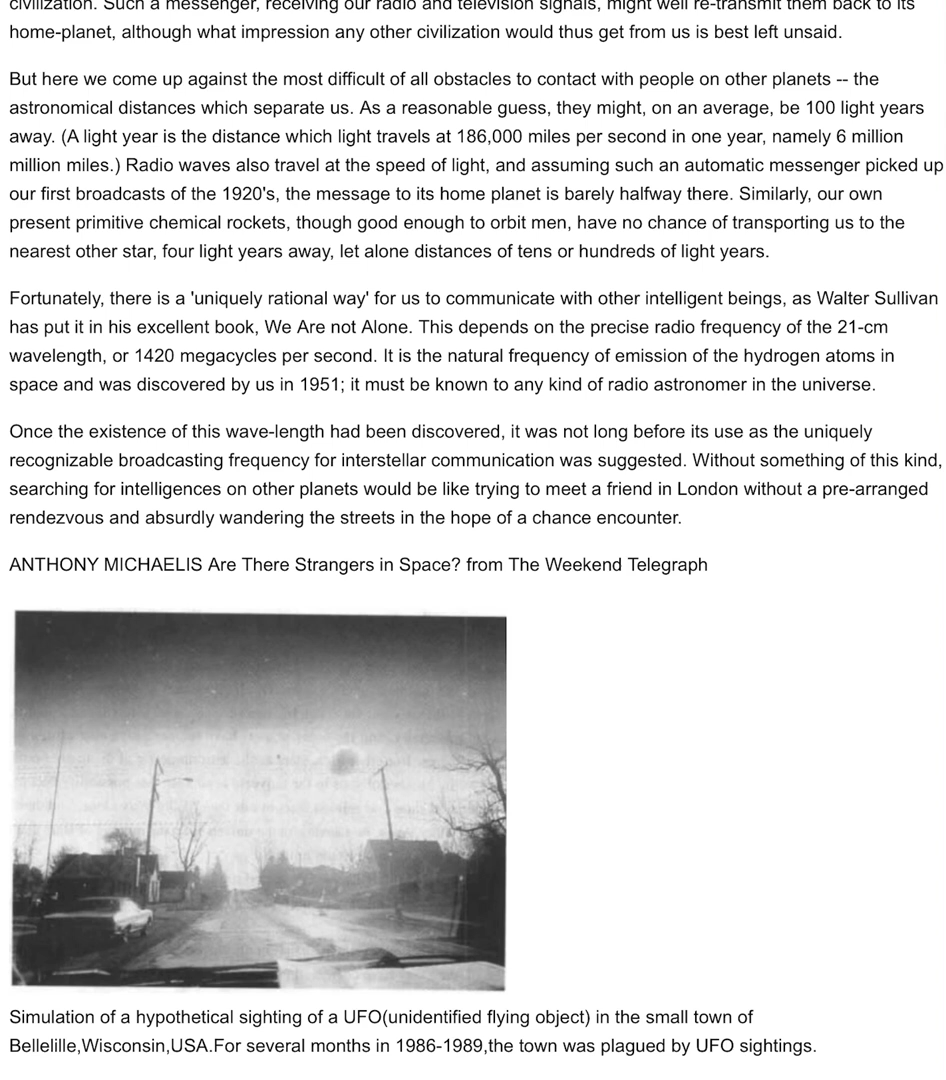 civilization. Such a messenger, receiving our radio and television signals, might well re-transmit them back to its
home-planet, although what impression any other civilization would thus get from us is best left unsaid.
But here we come up against the most difficult of all obstacles to contact with people on other planets -- the
astronomical distances which separate us. As a reasonable guess, they might, on an average, be 100 light years
away. (A light year is the distance which light travels at 186,000 miles per second in one year, namely 6 million
million miles.) Radio waves also travel at the speed of light, and assuming such an automatic messenger picked up
our first broadcasts of the 1920's, the message to its home planet is barely halfway there. Similarly, our own
present primitive chemical rockets, though good enough to orbit men, have no chance of transporting us to the
nearest other star, four light years away, let alone distances of tens or hundreds of light years.
Fortunately, there is a 'uniquely rational way' for us to communicate with other intelligent beings, as Walter Sullivan
has put it in his excellent book, We Are not Alone. This depends on the precise radio frequency of the 21-cm
wavelength, or 1420 megacycles per second. It is the natural frequency of emission of the hydrogen atoms in
space and was discovered by us in 1951; it must be known to any kind of radio astronomer in the universe.
Once the existence of this wave-length had been discovered, it was not long before its use as the uniquely
recognizable broadcasting frequency for interstellar communication was suggested. Without something of this kind,
searching for intelligences on other planets would be like trying to meet a friend in London without a pre-arranged
rendezvous and absurdly wandering the streets in the hope of a chance encounter.
ANTHONY MICHAELIS Are There Strangers in Space? from The Weekend Telegraph
Simulation of a hypothetical sighting of a UFO(unidentified flying object) in the small town of
Bellelille,Wisconsin,USA.For several months in 1986-1989,the town was plagued by UFO sightings.